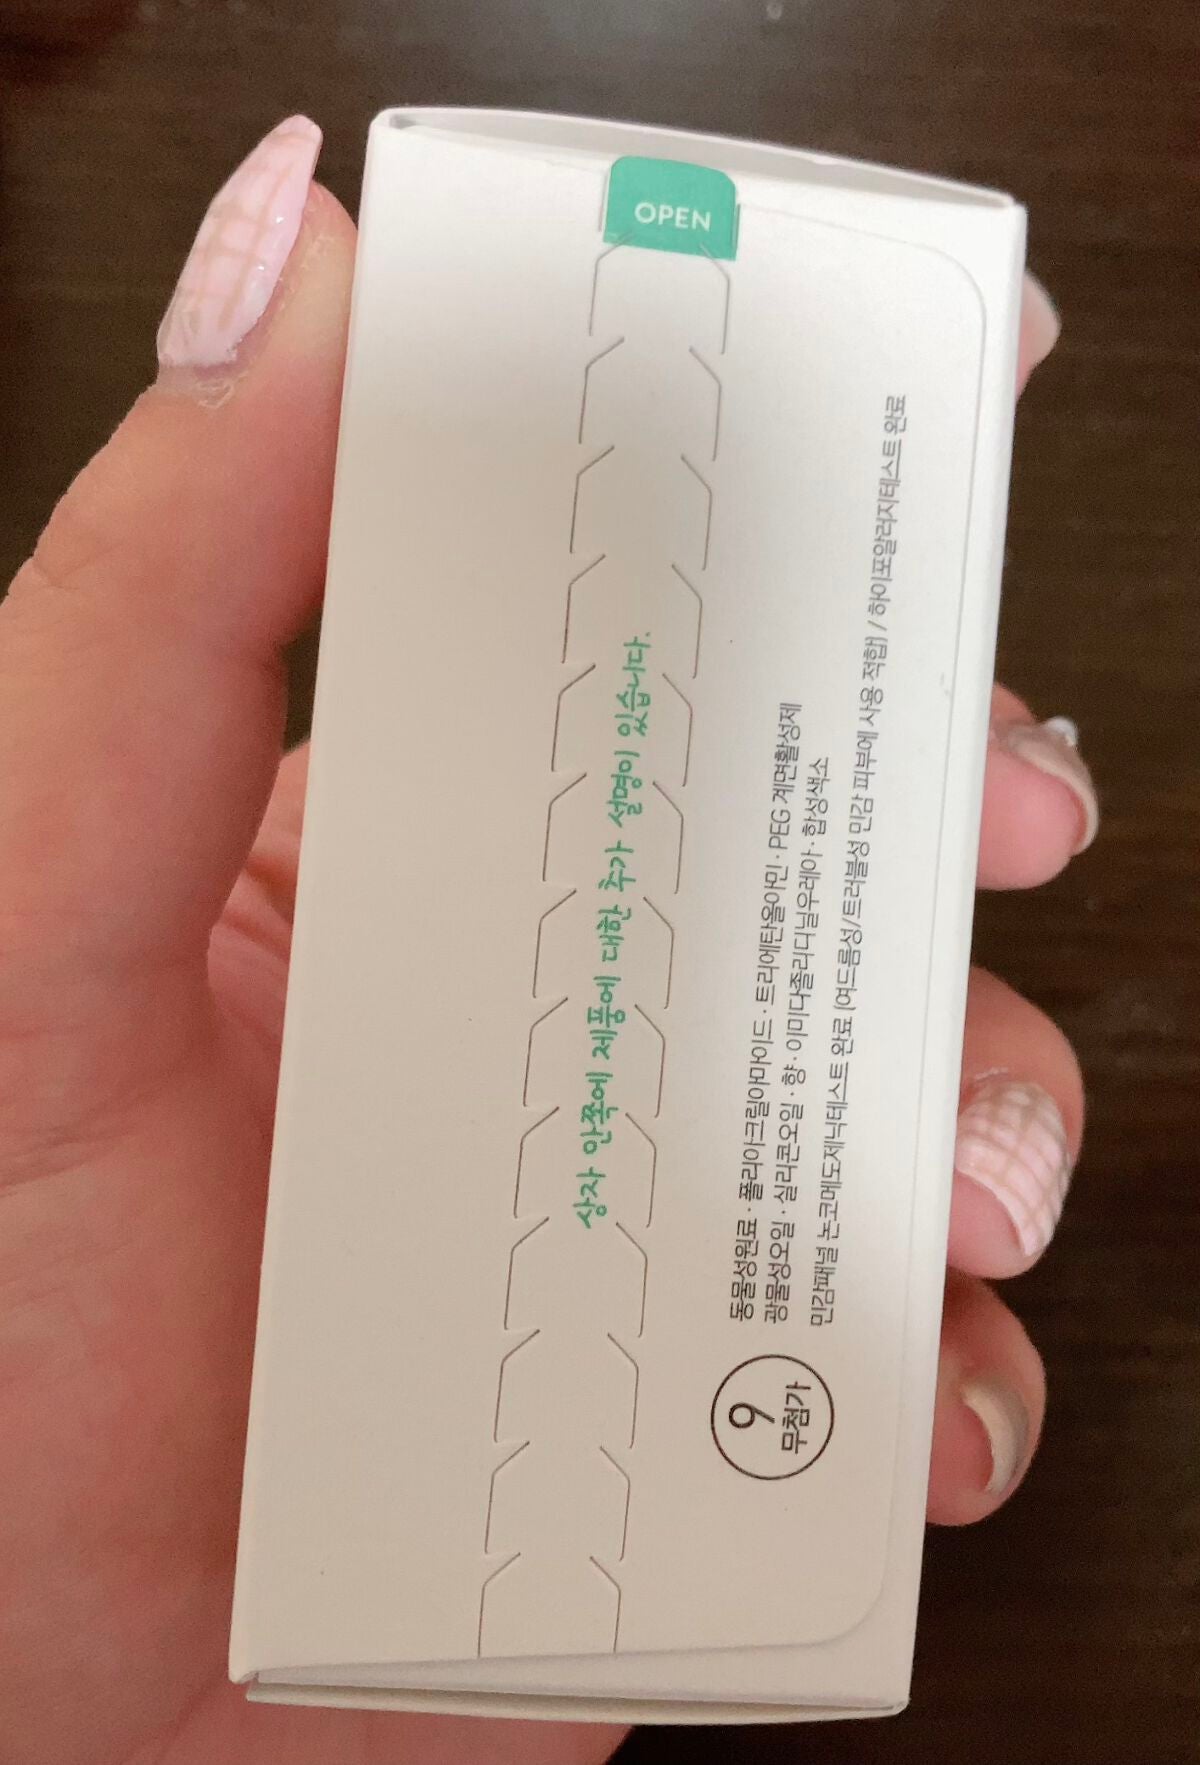 OPEN
상자 안쪽에 제품에 대한 추가 설명이 있습니다.
9
무첨가
동물성원료 · 폴리아크릴아마이드 · 트리에탄올아민 · PEG 계면활성제
광물성오일 · 실리콘오일 · 향 · 이미다졸리디닐우레아 · 합성색소
민감패널 논코메도제닉테스트 완료 (여드름성/트러블성 민감 피부에 사용 적합) / 하이포알러지테스트 완료